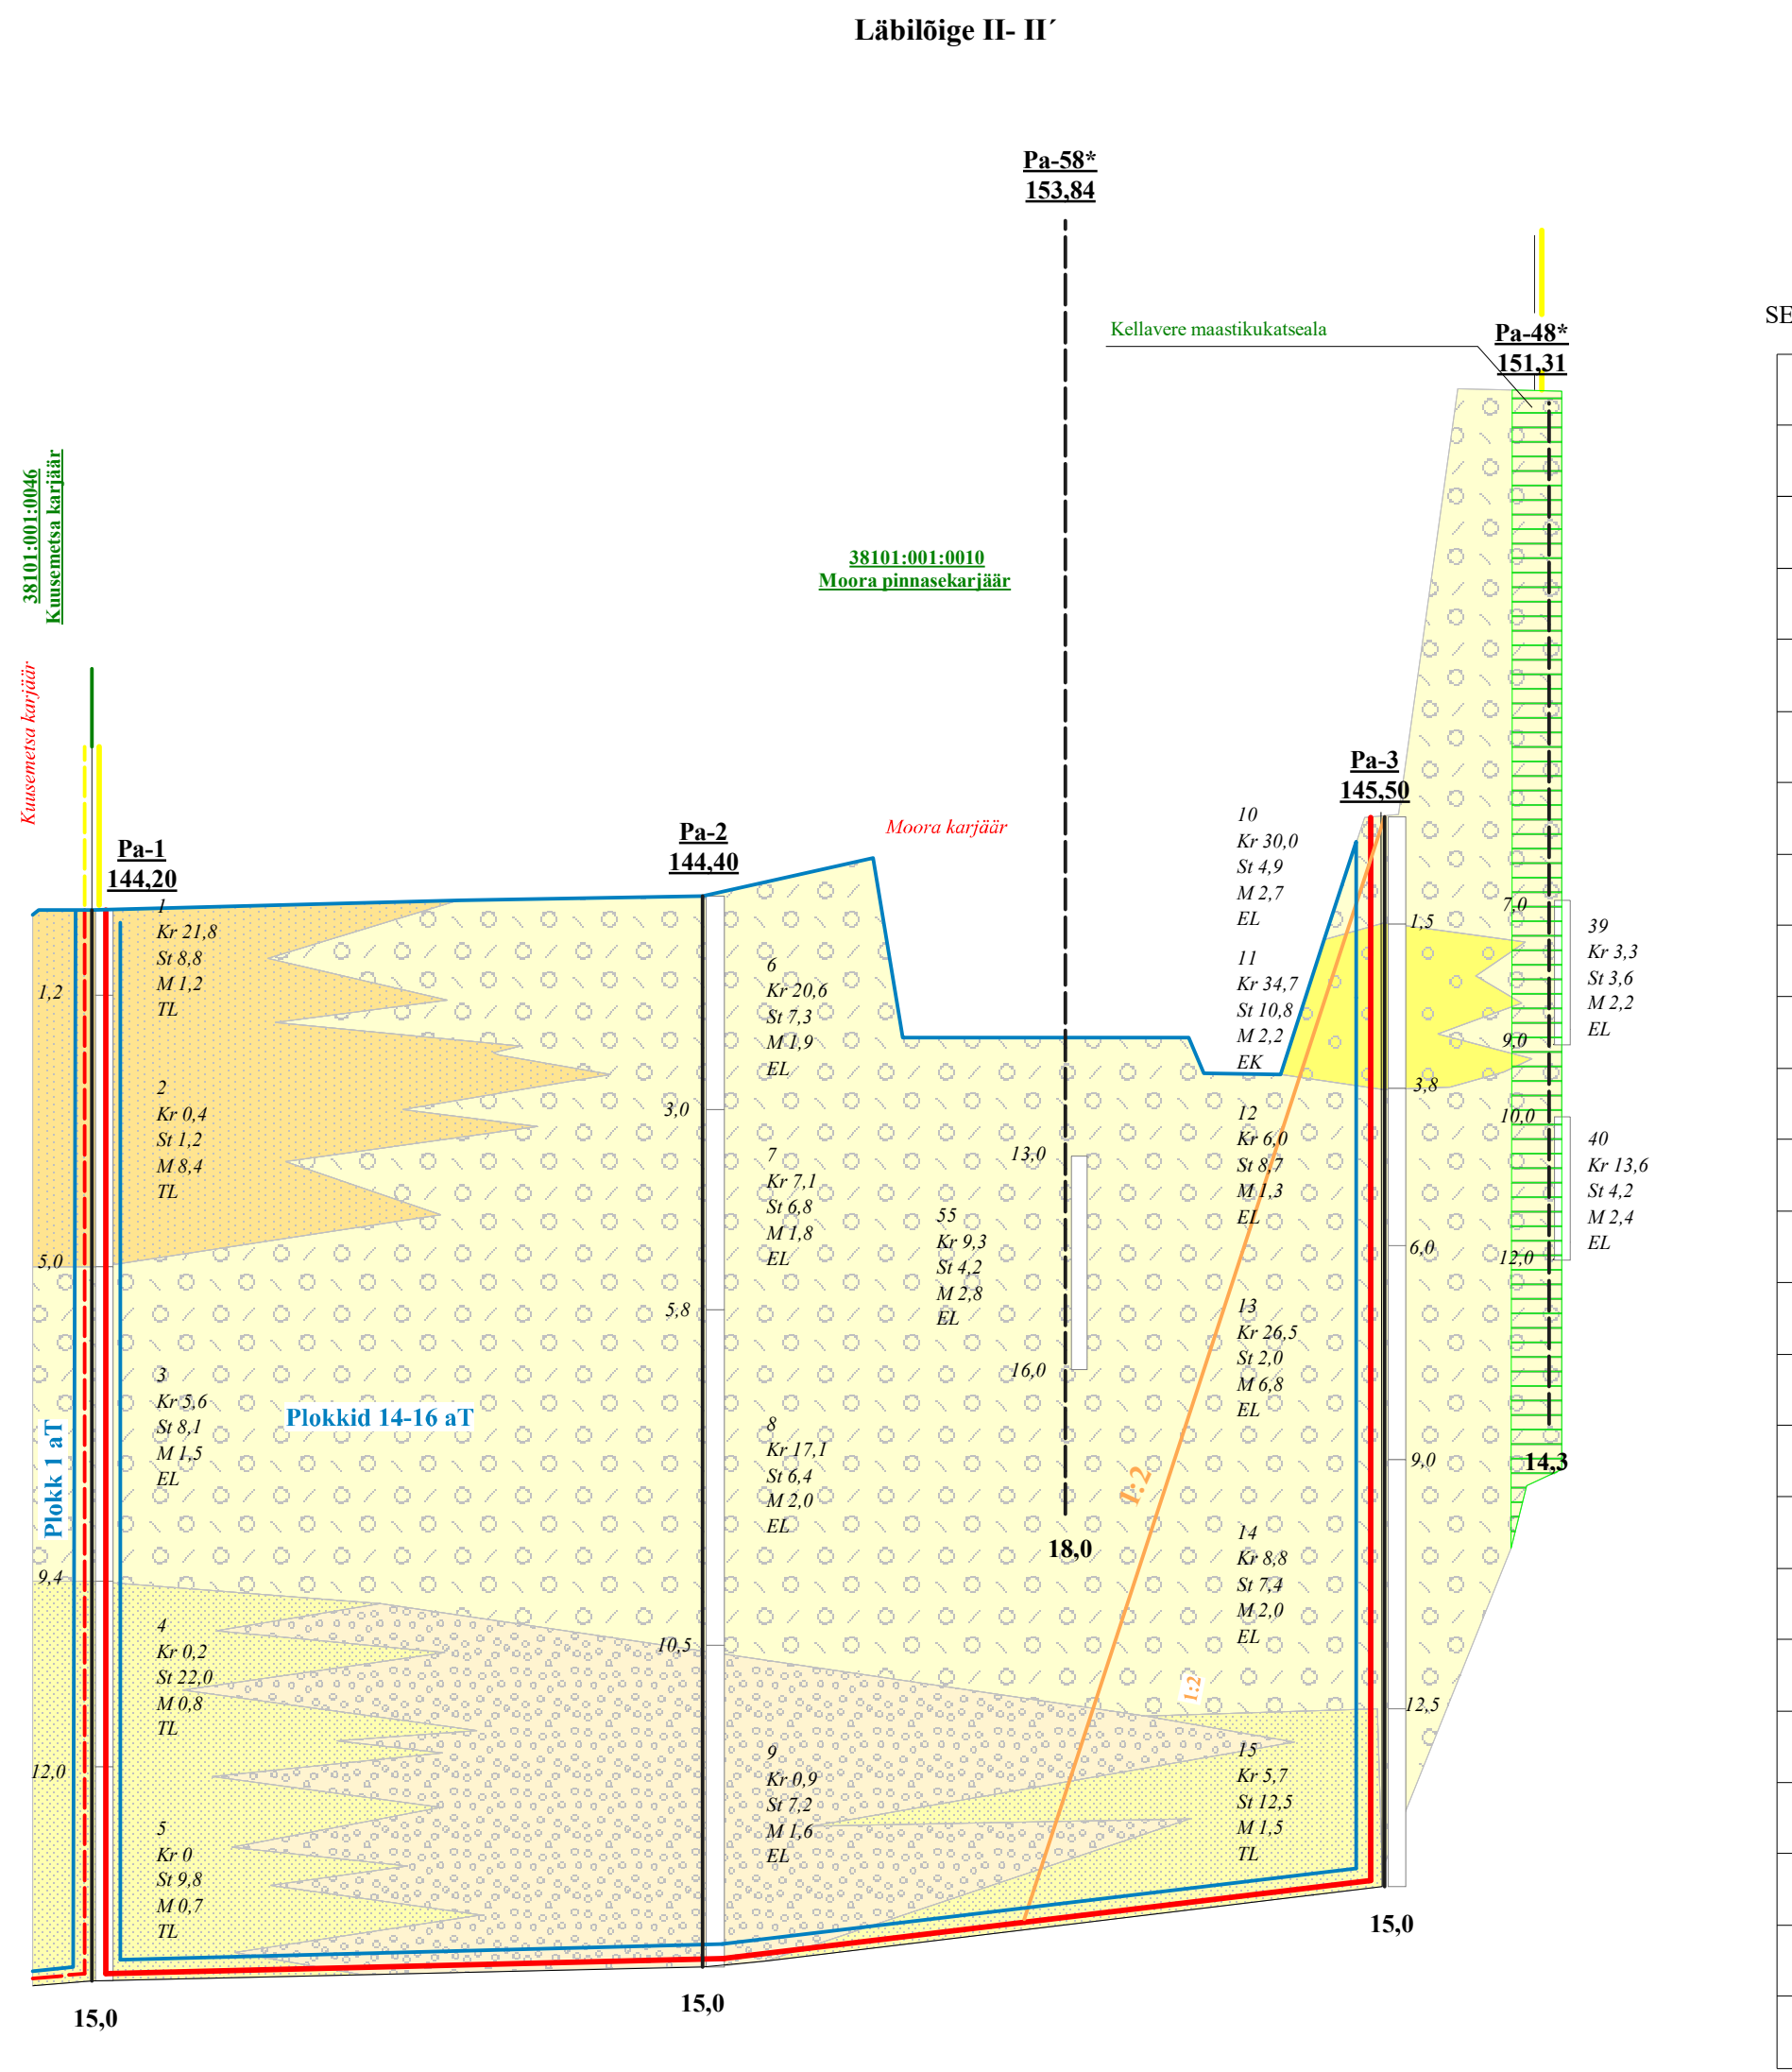 Läbilõige II- II´
Pa-58*
153,84
Kellavere maastikukatseala
Pa-48*
151,31
SE
38101:001:0046
Kuusemetsa karjäär
38101:001:0010
Moora pinnasekarjäär
Kuusemetsa karjäär
Pa-1
144,20
Pa-2
144,40
Moora karjäär
Pa-3
145,50
1
Kr 21,8
St 8,8
M 1,2
TL
1,2
2
Kr 0,4
St 1,2
M 8,4
TL
5,0
3
Kr 5,6
St 8,1
M 1,5
EL
Plokk 1 aT
Plokkid 14-16 aT
9,4
4
Kr 0,2
St 22,0
M 0,8
TL
12,0
5
Kr 0
St 9,8
M 0,7
TL
15,0
6
Kr 20,6
St 7,3
M 1,9
EL
3,0
7
Kr 7,1
St 6,8
M 1,8
EL
5,8
8
Kr 17,1
St 6,4
M 2,0
EL
10,5
9
Kr 0,9
St 7,2
M 1,6
EL
15,0
55
Kr 9,3
St 4,2
M 2,8
EL
13,0
16,0
18,0
1:2
1:2
10
Kr 30,0
St 4,9
M 2,7
EL
1,5
11
Kr 34,7
St 10,8
M 2,2
EK
3,8
12
Kr 6,0
St 8,7
M 1,3
EL
6,0
13
Kr 26,5
St 2,0
M 6,8
EL
9,0
14
Kr 8,8
St 7,4
M 2,0
EL
12,5
15
Kr 5,7
St 12,5
M 1,5
TL
15,0
7,0
39
Kr 3,3
St 3,6
M 2,2
EL
9,0
10,0
40
Kr 13,6
St 4,2
M 2,4
EL
12,0
14,3